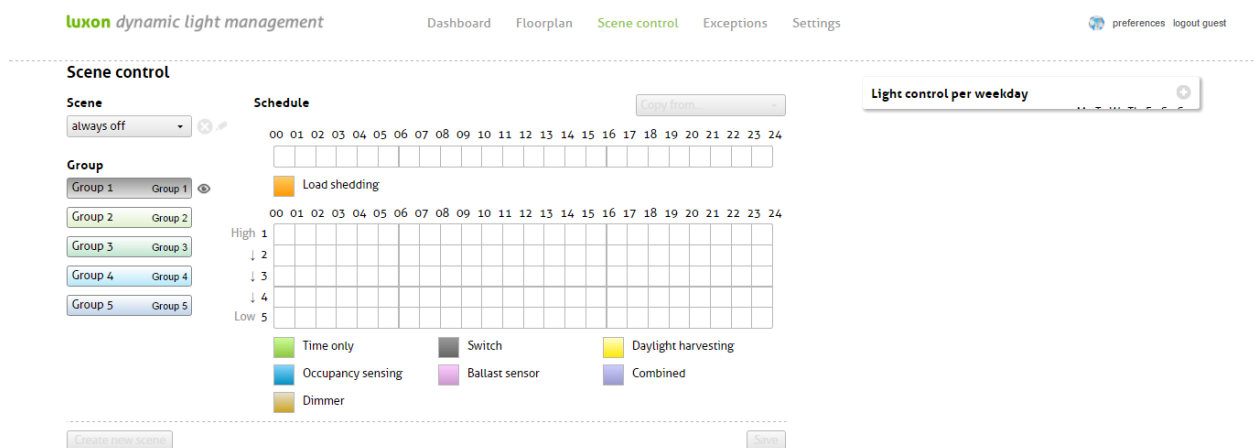 luxon dynamic light management
Dashboard Floorplan Scene control Exceptions Settings
preferences logout guest
Scene control
Light control per weekday
Scene
Schedule
Copy from...
always off
00 01 02 03 04 05 06 07 08 09 10 11 12 13 14 15 16 17 18 19 20 21 22 23 24
Group
Group 1 Group 1
Load shedding
Group 2 Group 2
00 01 02 03 04 05 06 07 08 09 10 11 12 13 14 15 16 17 18 19 20 21 22 23 24
High 1
Group 3 Group 3
↓ 2
Group 4 Group 4
↓ 3
↓ 4
Group 5 Group 5
Low 5
Time only Switch Daylight harvesting
Occupancy sensing Ballast sensor Combined
Dimmer
Create new scene Save